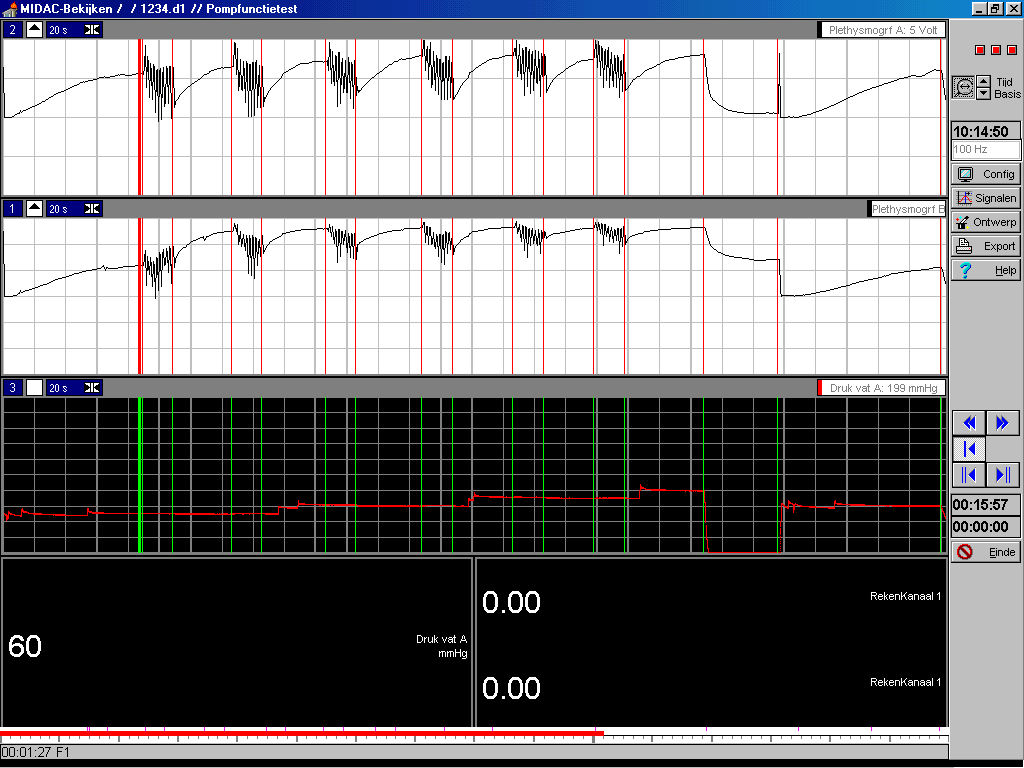 MIDAC-Bekijken / / 1234.d1 // Pompfunctietest
2 20 s Plethysmogrf A: 5 Volt
Tijd
Basis
10:14:50
100 Hz
Config
Signalen
Ontwerp
Export
? Help
1 20 s Plethysmogrf B
3 20 s Druk vat A: 199 mmHg
00:15:57
00:00:00
Einde
60
Druk vat A
mmHg
0.00
RekenKanaal 1
0.00
RekenKanaal 1
00:01:27 F1